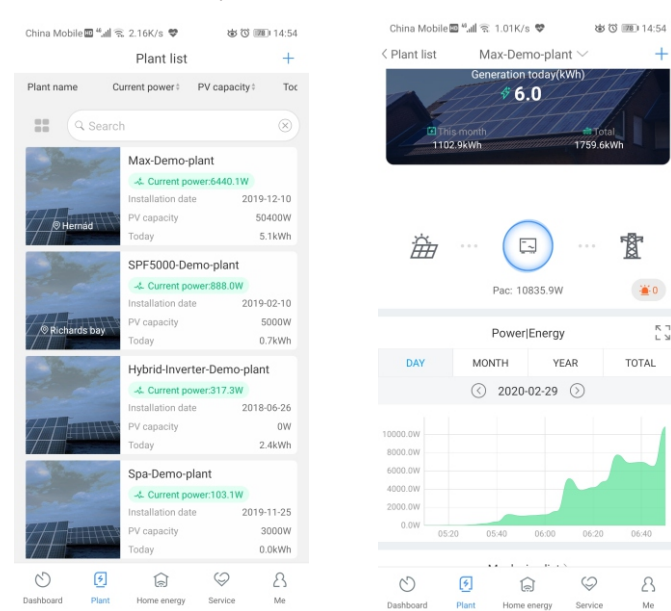 China Mobile HD 4G 2.16K/s 14:54
Plant list +
Plant name Current power PV capacity Toc
Search
Max-Demo-plant
Current power:6440.1W
Installation date 2019-12-10
PV capacity 50400W
Today 5.1kWh
Hernád
SPF5000-Demo-plant
Current power:888.0W
Installation date 2019-02-10
PV capacity 5000W
Today 0.7kWh
Richards bay
Hybrid-Inverter-Demo-plant
Current power:317.3W
Installation date 2018-06-26
PV capacity 0W
Today 2.4kWh
Spa-Demo-plant
Current power:103.1W
Installation date 2019-11-25
PV capacity 3000W
Today 0.0kWh
Dashboard Plant Home energy Service Me
China Mobile HD 1.01K/s 14:54
Plant list Max-Demo-plant +
Generation today(kWh)
6.0
This month Total
1102.9kWh 1759.6kWh
Pac: 10835.9W
0
Power|Energy
DAY MONTH YEAR TOTAL
2020-02-29
10000.0W
8000.0W
6000.0W
4000.0W
2000.0W
0.0W
05:20 05:40 06:00 06:20 06:40
Dashboard Plant Home energy Service Me